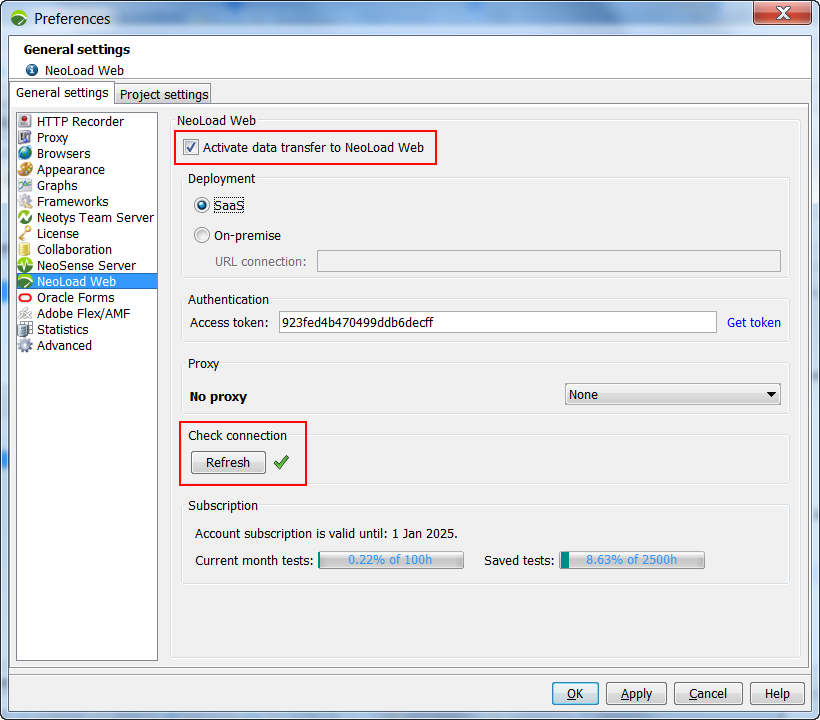 Preferences
General settings
NeoLoad Web
General settings
Project settings
HTTP Recorder
Proxy
Browsers
Appearance
Graphs
Frameworks
Neotys Team Server
License
Collaboration
NeoSense Server
NeoLoad Web
Oracle Forms
Adobe Flex/AMF
Statistics
Advanced
NeoLoad Web
Activate data transfer to NeoLoad Web
Deployment
SaaS
On-premise
URL connection:
Authentication
Access token: 923fed4b470499ddb6decff Get token
Proxy
No proxy None
Check connection
Refresh
Subscription
Account subscription is valid until: 1 Jan 2025.
Current month tests: 0.22% of 100h Saved tests: 8.63% of 2500h
OK Apply Cancel Help